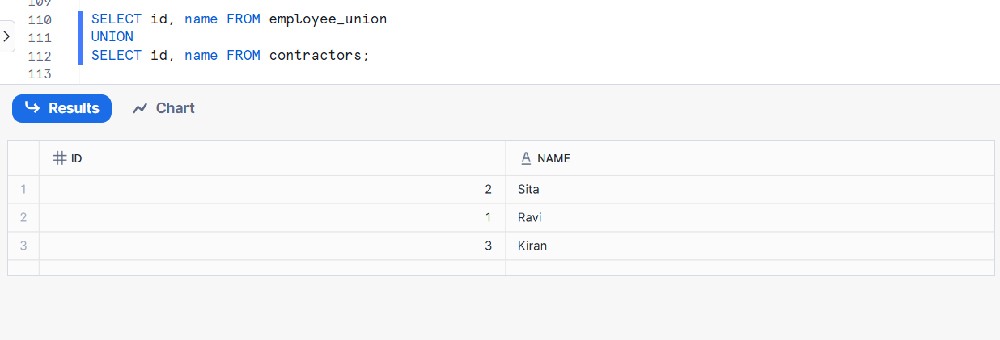 109
110 SELECT id, name FROM employee_union
111 UNION
112 SELECT id, name FROM contractors;
113
Results Chart
ID NAME
1 2 Sita
2 1 Ravi
3 3 Kiran